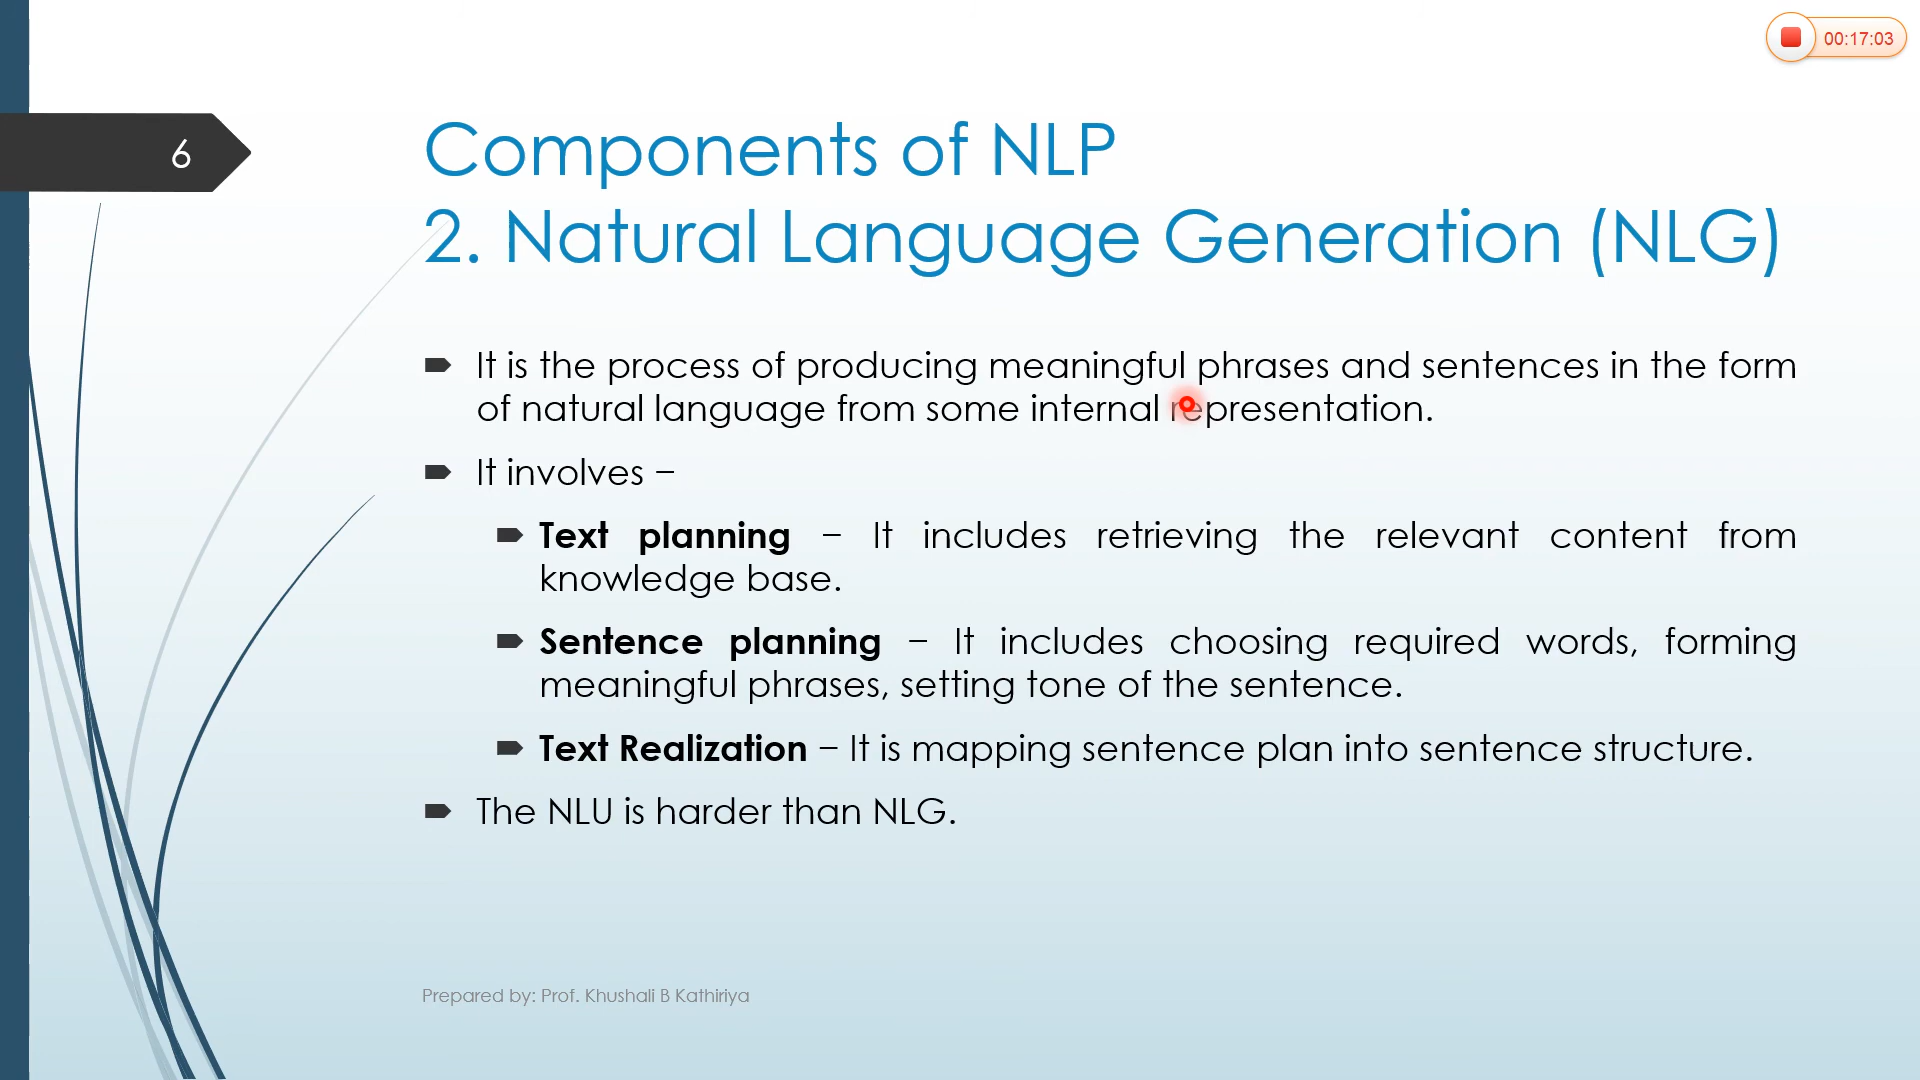 00:17:03
6
Components of NLP
2. Natural Language Generation (NLG)
It is the process of producing meaningful phrases and sentences in the form
of natural language from some internal representation.
It involves −
Text planning − It includes retrieving the relevant content from
knowledge base.
Sentence planning − It includes choosing required words, forming
meaningful phrases, setting tone of the sentence.
Text Realization − It is mapping sentence plan into sentence structure.
The NLU is harder than NLG.
Prepared by: Prof. Khushali B Kathiriya